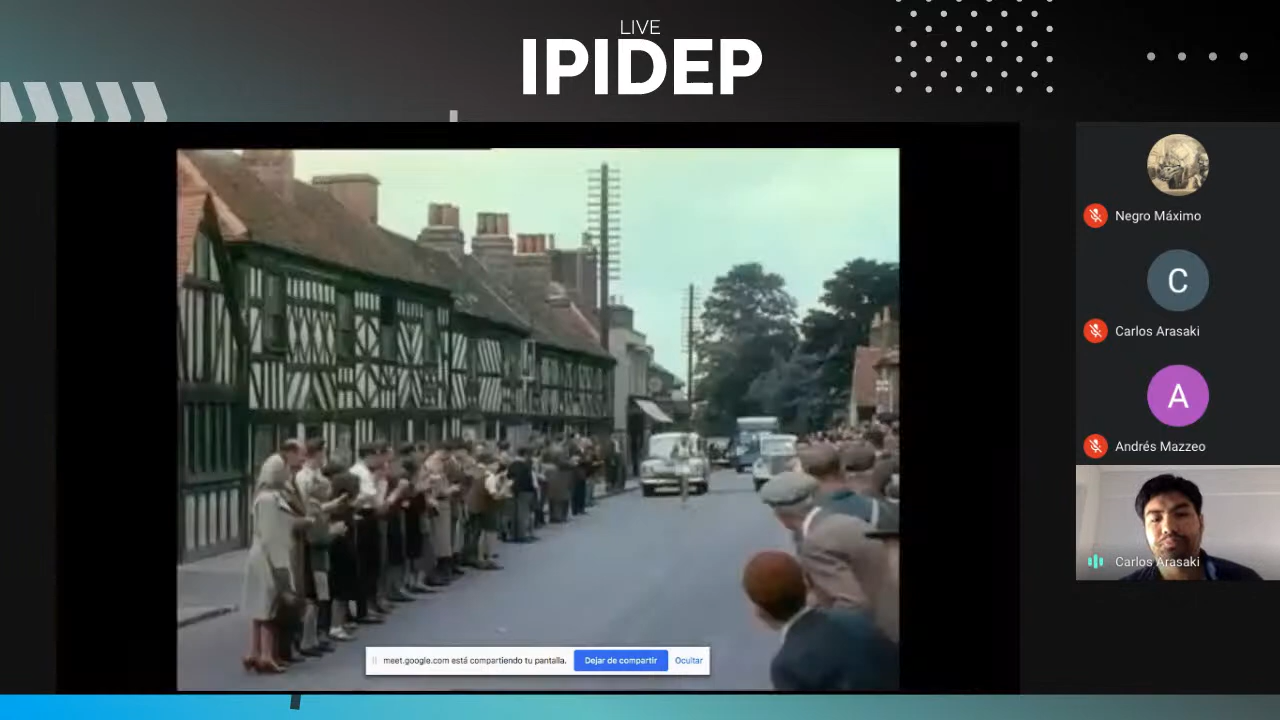 LIVE
IPIDEP
Negro Máximo
C
Carlos Arasaki
A
Andrés Mazzeo
Carlos Arasaki
meet.google.com está compartiendo tu pantalla.
Dejar de compartir
Ocultar